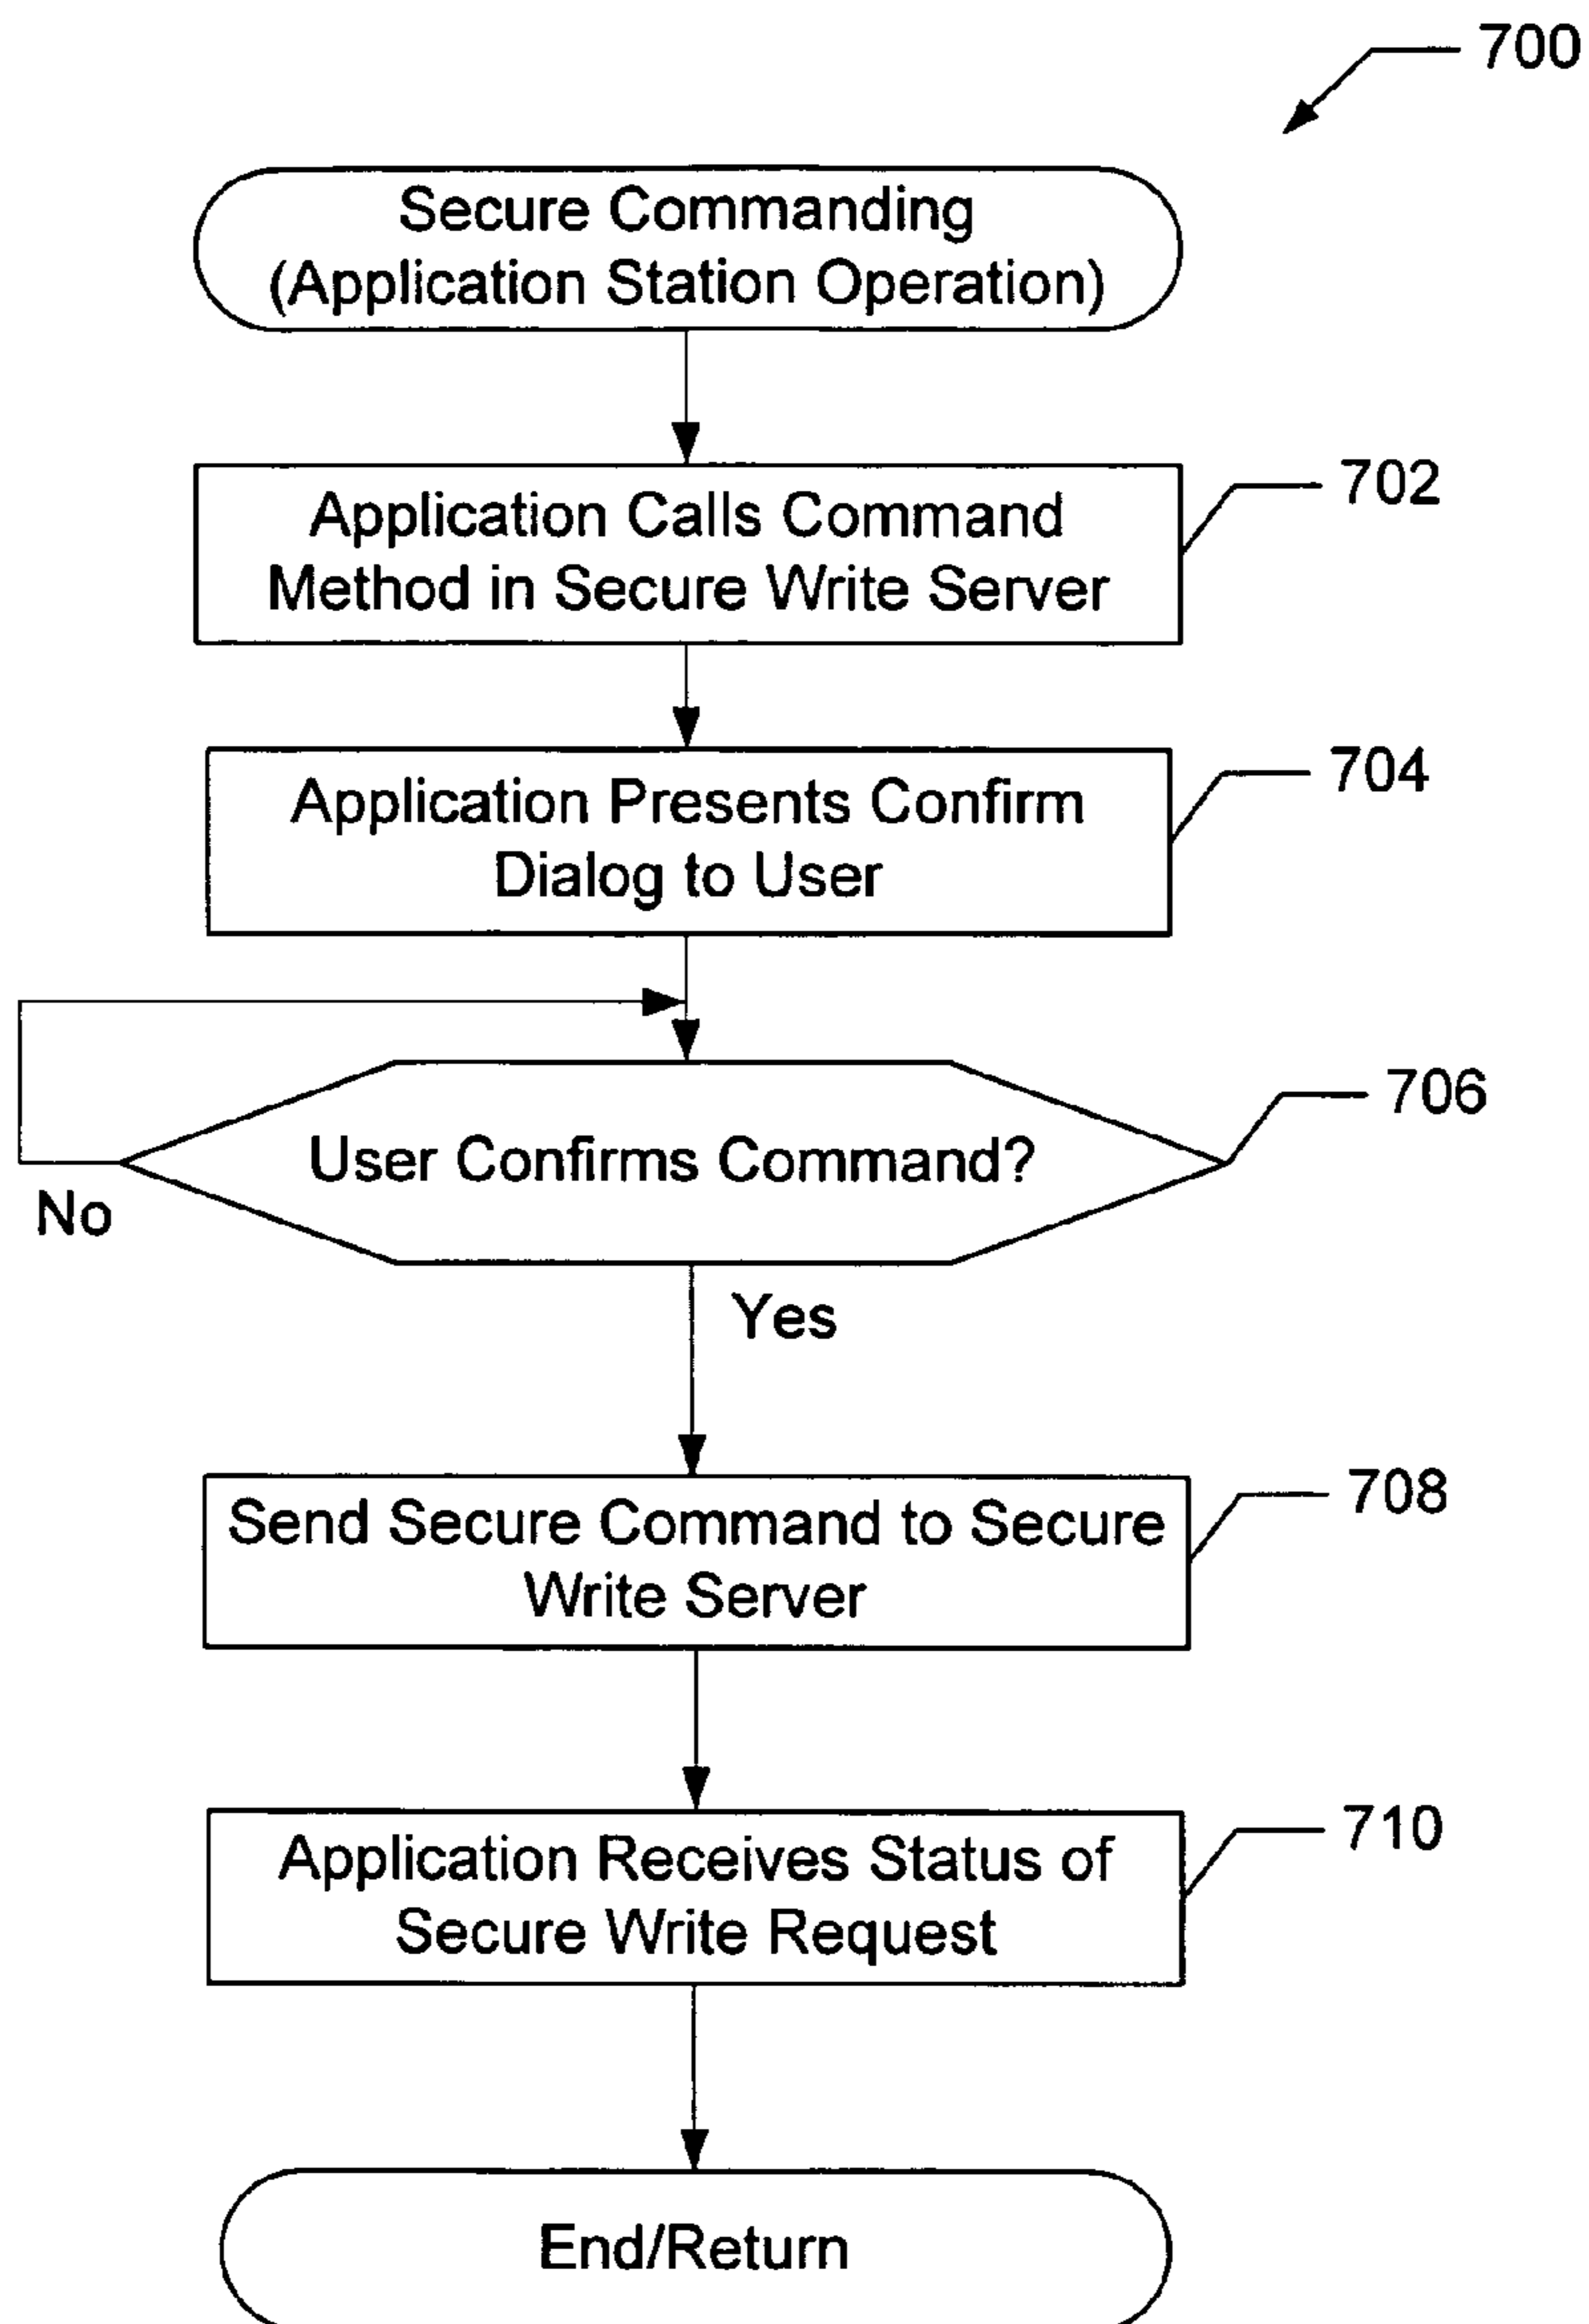 700
Secure Commanding
(Application Station Operation)
Application Calls Command
Method in Secure Write Server
702
Application Presents Confirm
Dialog to User
704
User Confirms Command?
706
No
Yes
Send Secure Command to Secure
Write Server
708
Application Receives Status of
Secure Write Request
710
End/Return